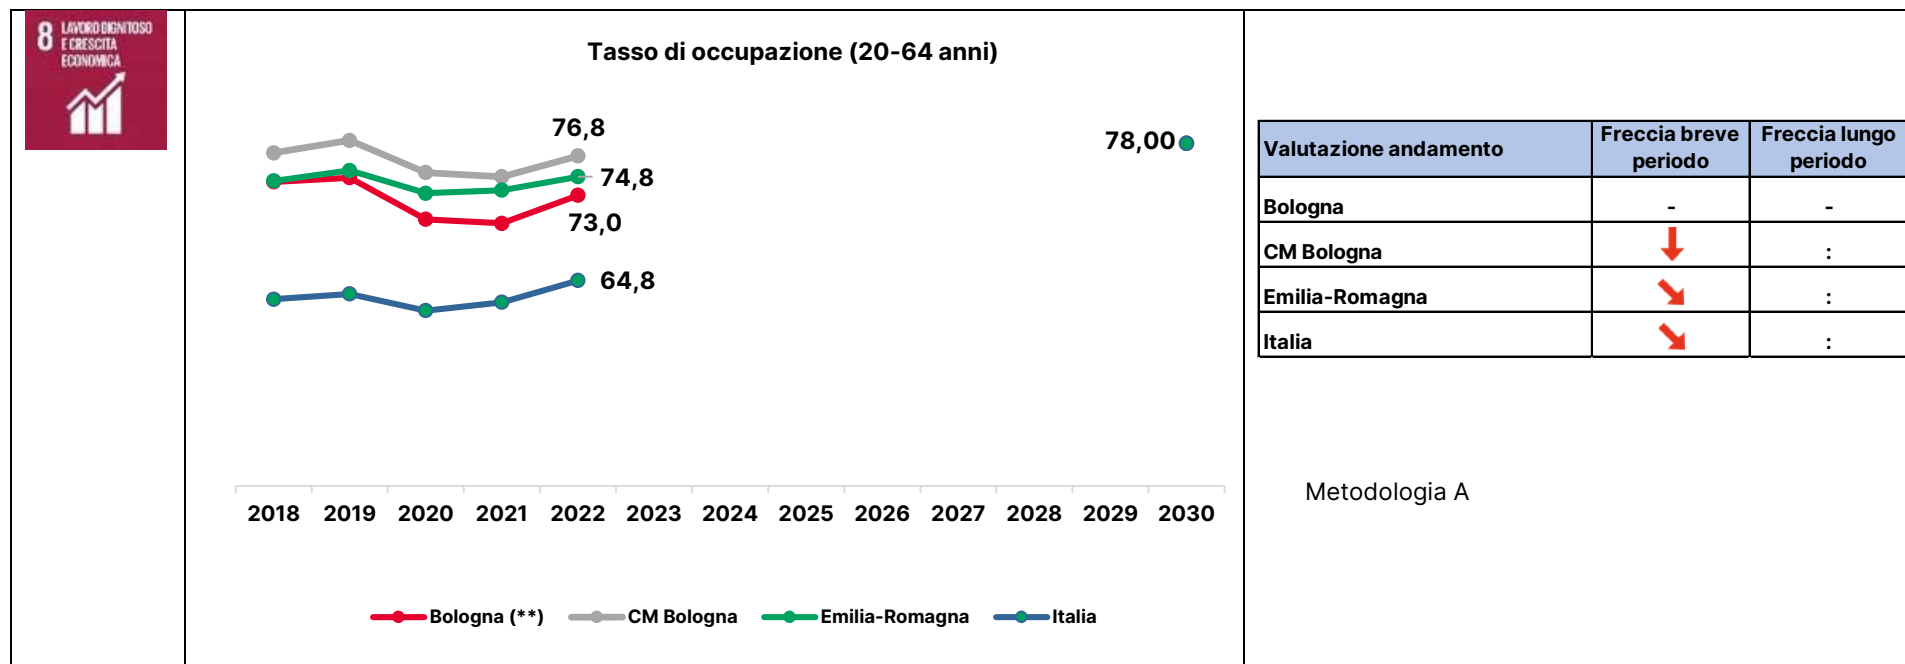 8 LAVORO DIGNITOSO
E CRESCITA
ECONOMICA
Tasso di occupazione (20-64 anni)
76,8
74,8
73,0
64,8
78,00
2018 2019 2020 2021 2022 2023 2024 2025 2026 2027 2028 2029 2030
Bologna (**) CM Bologna Emilia-Romagna Italia
Valutazione andamento Freccia breve periodo Freccia lungo periodo
Bologna - -
CM Bologna :
Emilia-Romagna :
Italia :
Metodologia A